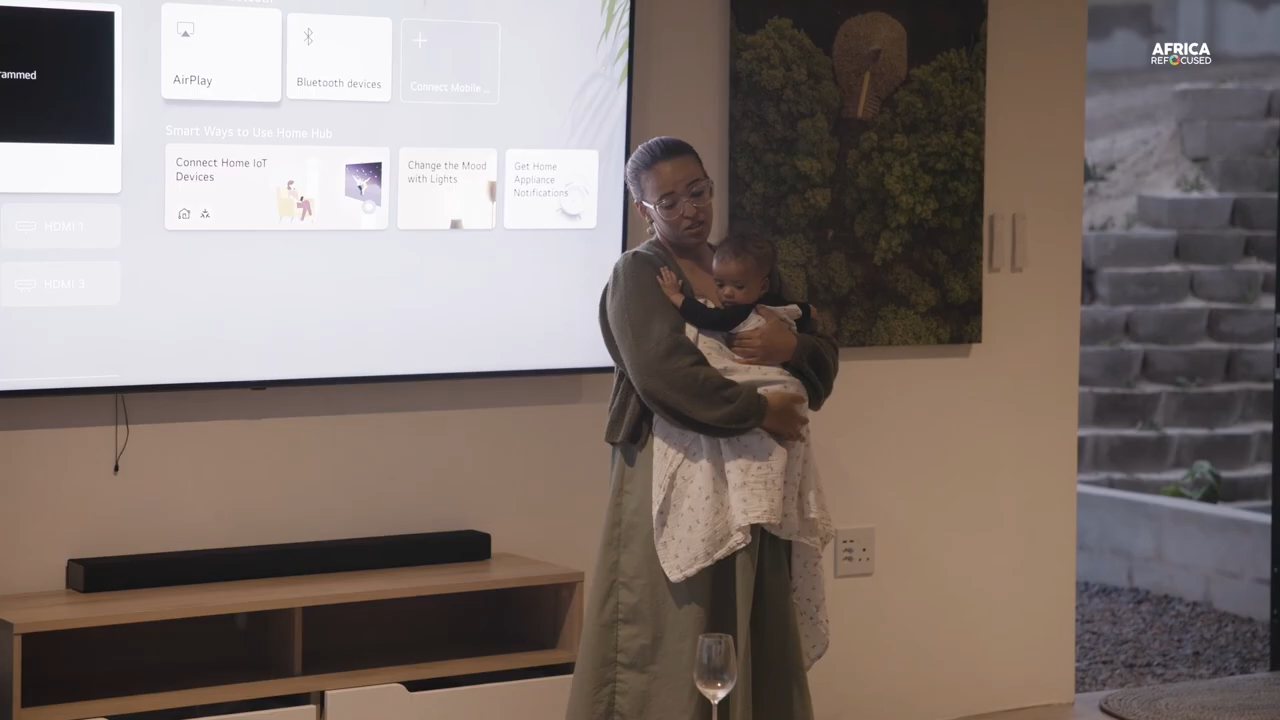 AFRICA
REFOCUSED
AirPlay
Bluetooth devices
Connect Mobile ...
rammed
Smart Ways to Use Home Hub
Connect Home IoT
Devices
Change the Mood
with Lights
Get Home
Appliance
Notifications
HDMI 1
HDMI 3